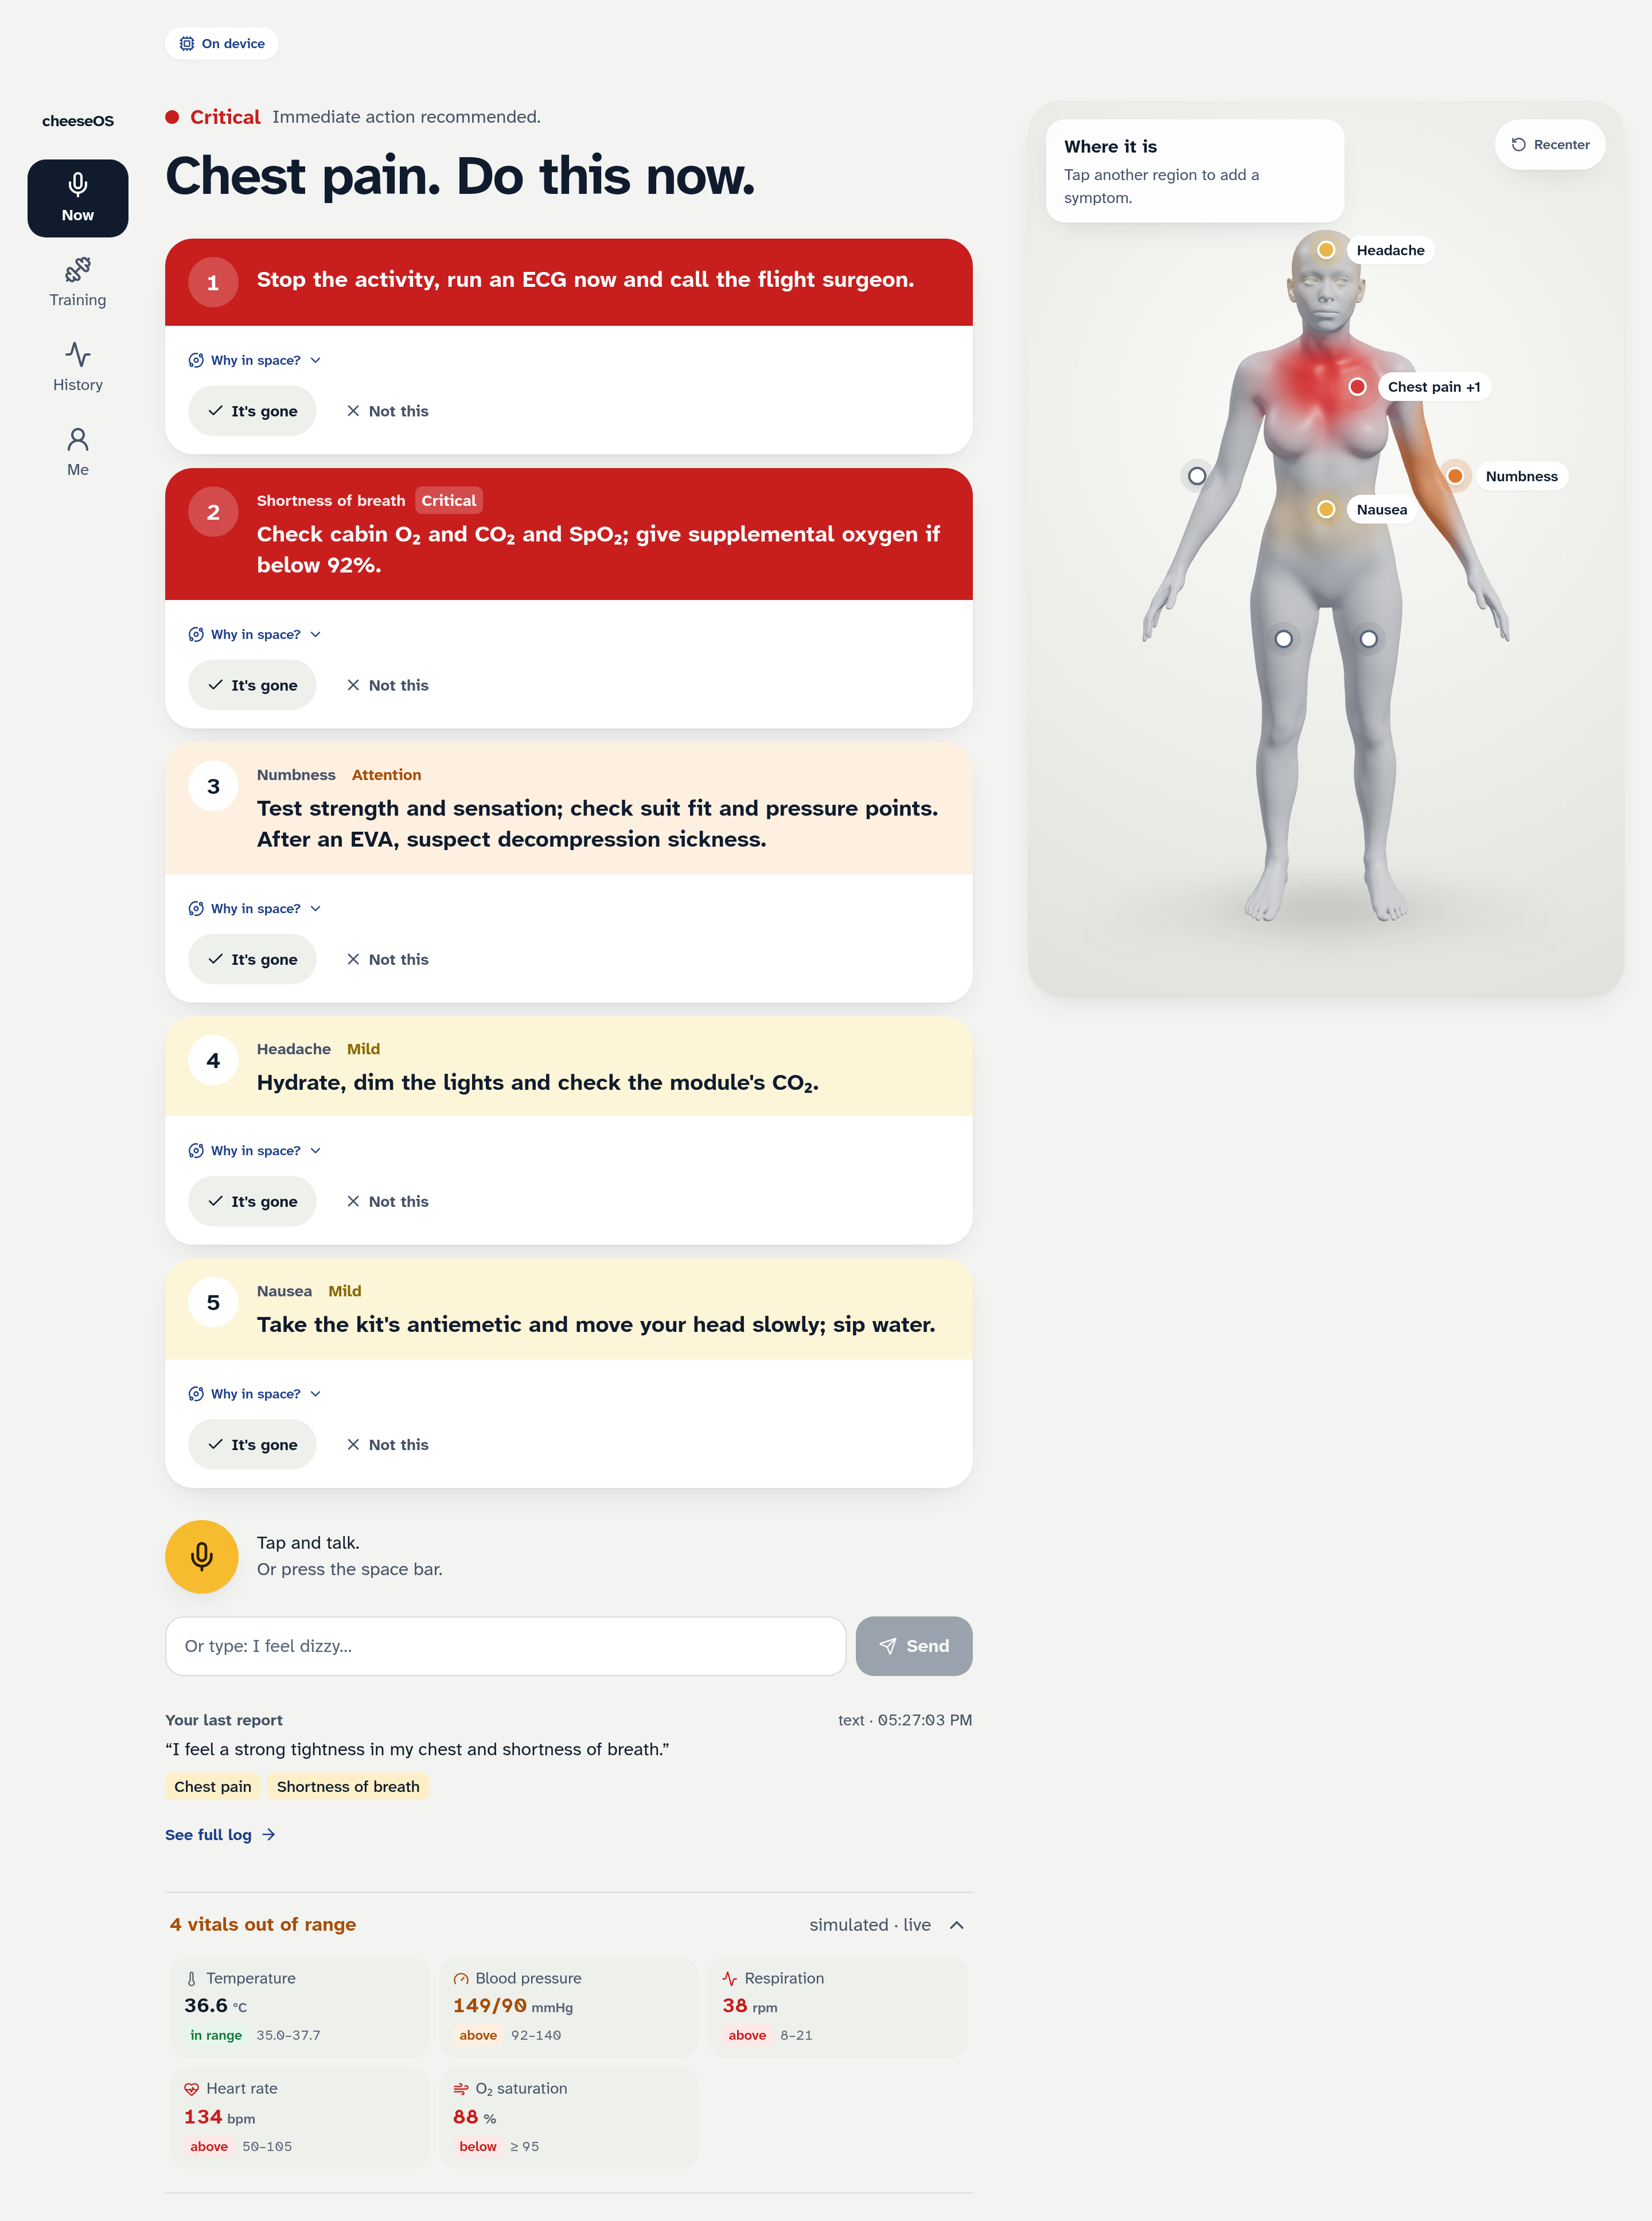 On device
cheeseOS
Now
Training
History
Me
Critical Immediate action recommended.
Chest pain. Do this now.
1
Stop the activity, run an ECG now and call the flight surgeon.
Why in space?
It's gone
Not this
2
Shortness of breath Critical
Check cabin O₂ and CO₂ and SpO₂; give supplemental oxygen if
below 92%.
Why in space?
It's gone
Not this
3
Numbness Attention
Test strength and sensation; check suit fit and pressure points.
After an EVA, suspect decompression sickness.
Why in space?
It's gone
Not this
4
Headache Mild
Hydrate, dim the lights and check the module's CO₂.
Why in space?
It's gone
Not this
5
Nausea Mild
Take the kit's antiemetic and move your head slowly; sip water.
Why in space?
It's gone
Not this
Tap and talk.
Or press the space bar.
Or type: I feel dizzy...
Send
Your last report
text · 05:27:03 PM
“I feel a strong tightness in my chest and shortness of breath.”
Chest pain
Shortness of breath
See full log
4 vitals out of range
simulated · live
Temperature
36.6 °C
in range 35.0–37.7
Blood pressure
149/90 mmHg
above 92–140
Respiration
38 rpm
above 8–21
Heart rate
134 bpm
above 50–105
O₂ saturation
88 %
below ≥ 95
Where it is
Tap another region to add a
symptom.
Recenter
Headache
Chest pain +1
Numbness
Nausea